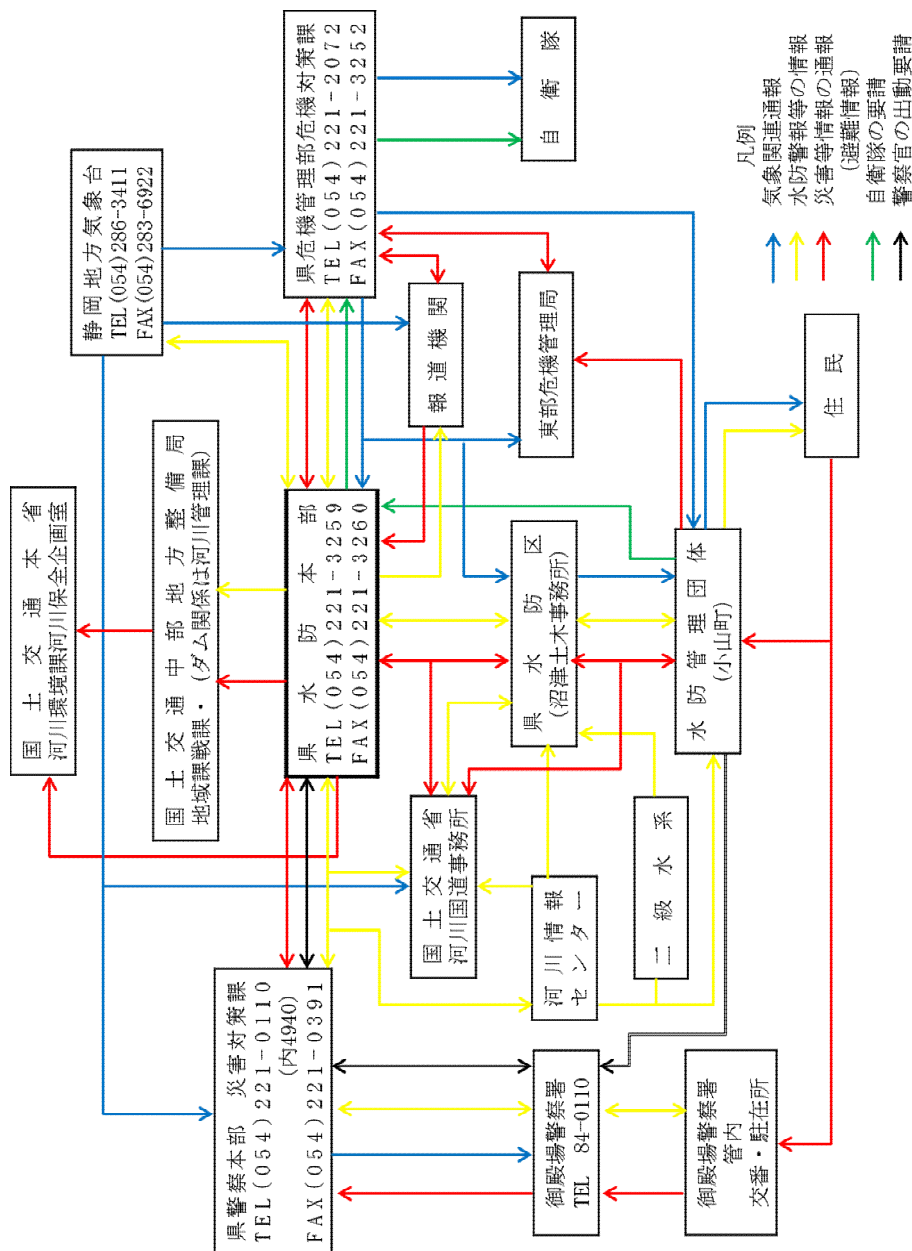 国土交通本省
河川環境課河川保全企画室
国土交通中部地方整備局
地域課戦課・(ダム関係は河川管理課)
静岡地方気象台
TEL(054)286-3411
FAX(054)283-6922
県警察本部 災害対策課
TEL(054)221-0110
(内4940)
FAX(054)221-0391
県水防本部
TEL(054)221-3259
FAX(054)221-3260
県危機管理部危機対策課
TEL(054)221-2072
FAX(054)221-3252
国土交通省
河川国道事務所
報道機関
河川情報
センター
県水防区
(沼津土木事務所)
東部危機管理局
自衛隊
二級水系
御殿場警察署
TEL 84-0110
水防管理団体
(小山町)
御殿場警察署
管内
交番・駐在所
住民
凡例
気象関連通報
水防警報等の情報
災害等情報の通報
(避難情報)
自衛隊の要請
警察官の出動要請